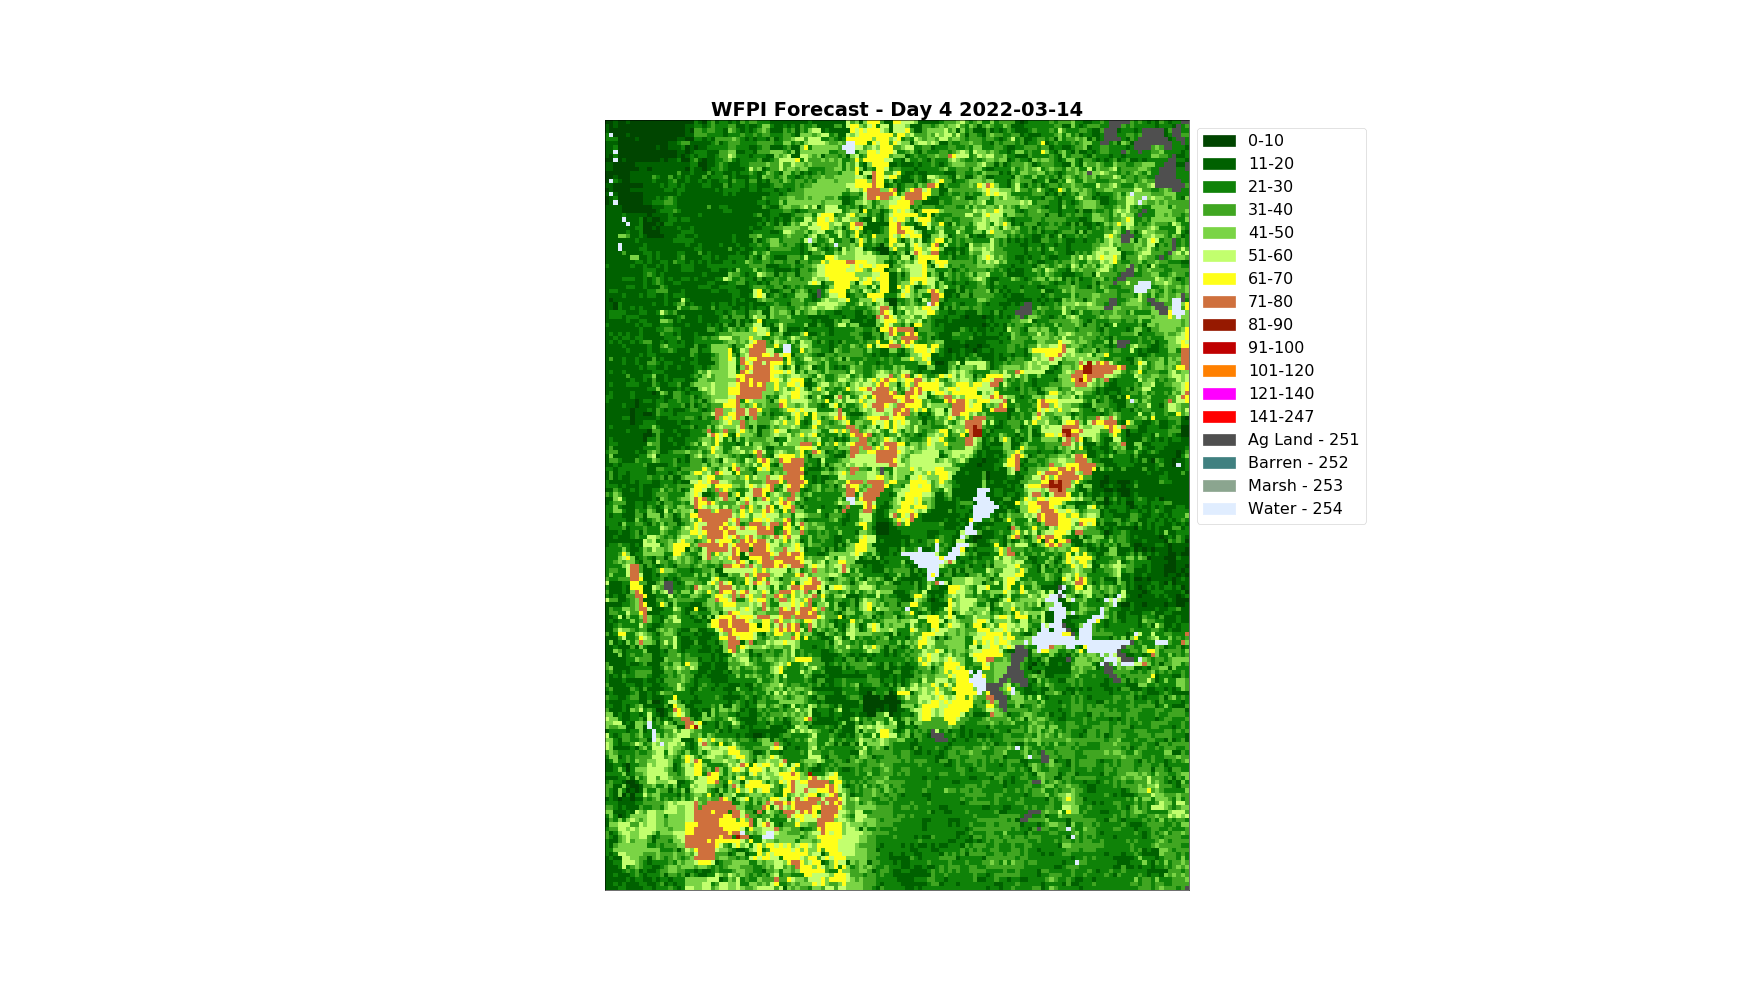 WFPI Forecast - Day 4 2022-03-14
0-10
11-20
21-30
31-40
41-50
51-60
61-70
71-80
81-90
91-100
101-120
121-140
141-247
Ag Land - 251
Barren - 252
Marsh - 253
Water - 254